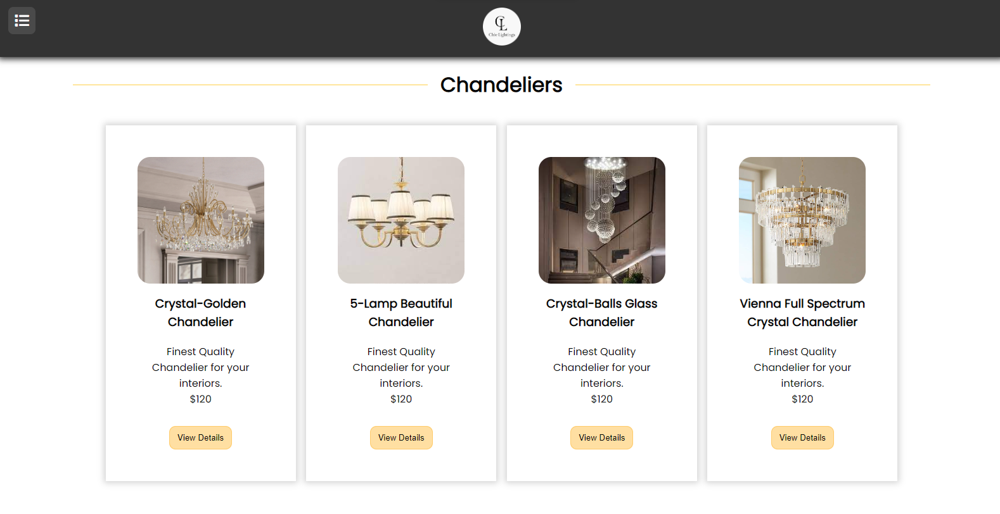 CL
Chic Lightings
Chandeliers
Crystal-Golden
Chandelier
Finest Quality
Chandelier for your
interiors.
$120
View Details
5-Lamp Beautiful
Chandelier
Finest Quality
Chandelier for your
interiors.
$120
View Details
Crystal-Balls Glass
Chandelier
Finest Quality
Chandelier for your
interiors.
$120
View Details
Vienna Full Spectrum
Crystal Chandelier
Finest Quality
Chandelier for your
interiors.
$120
View Details